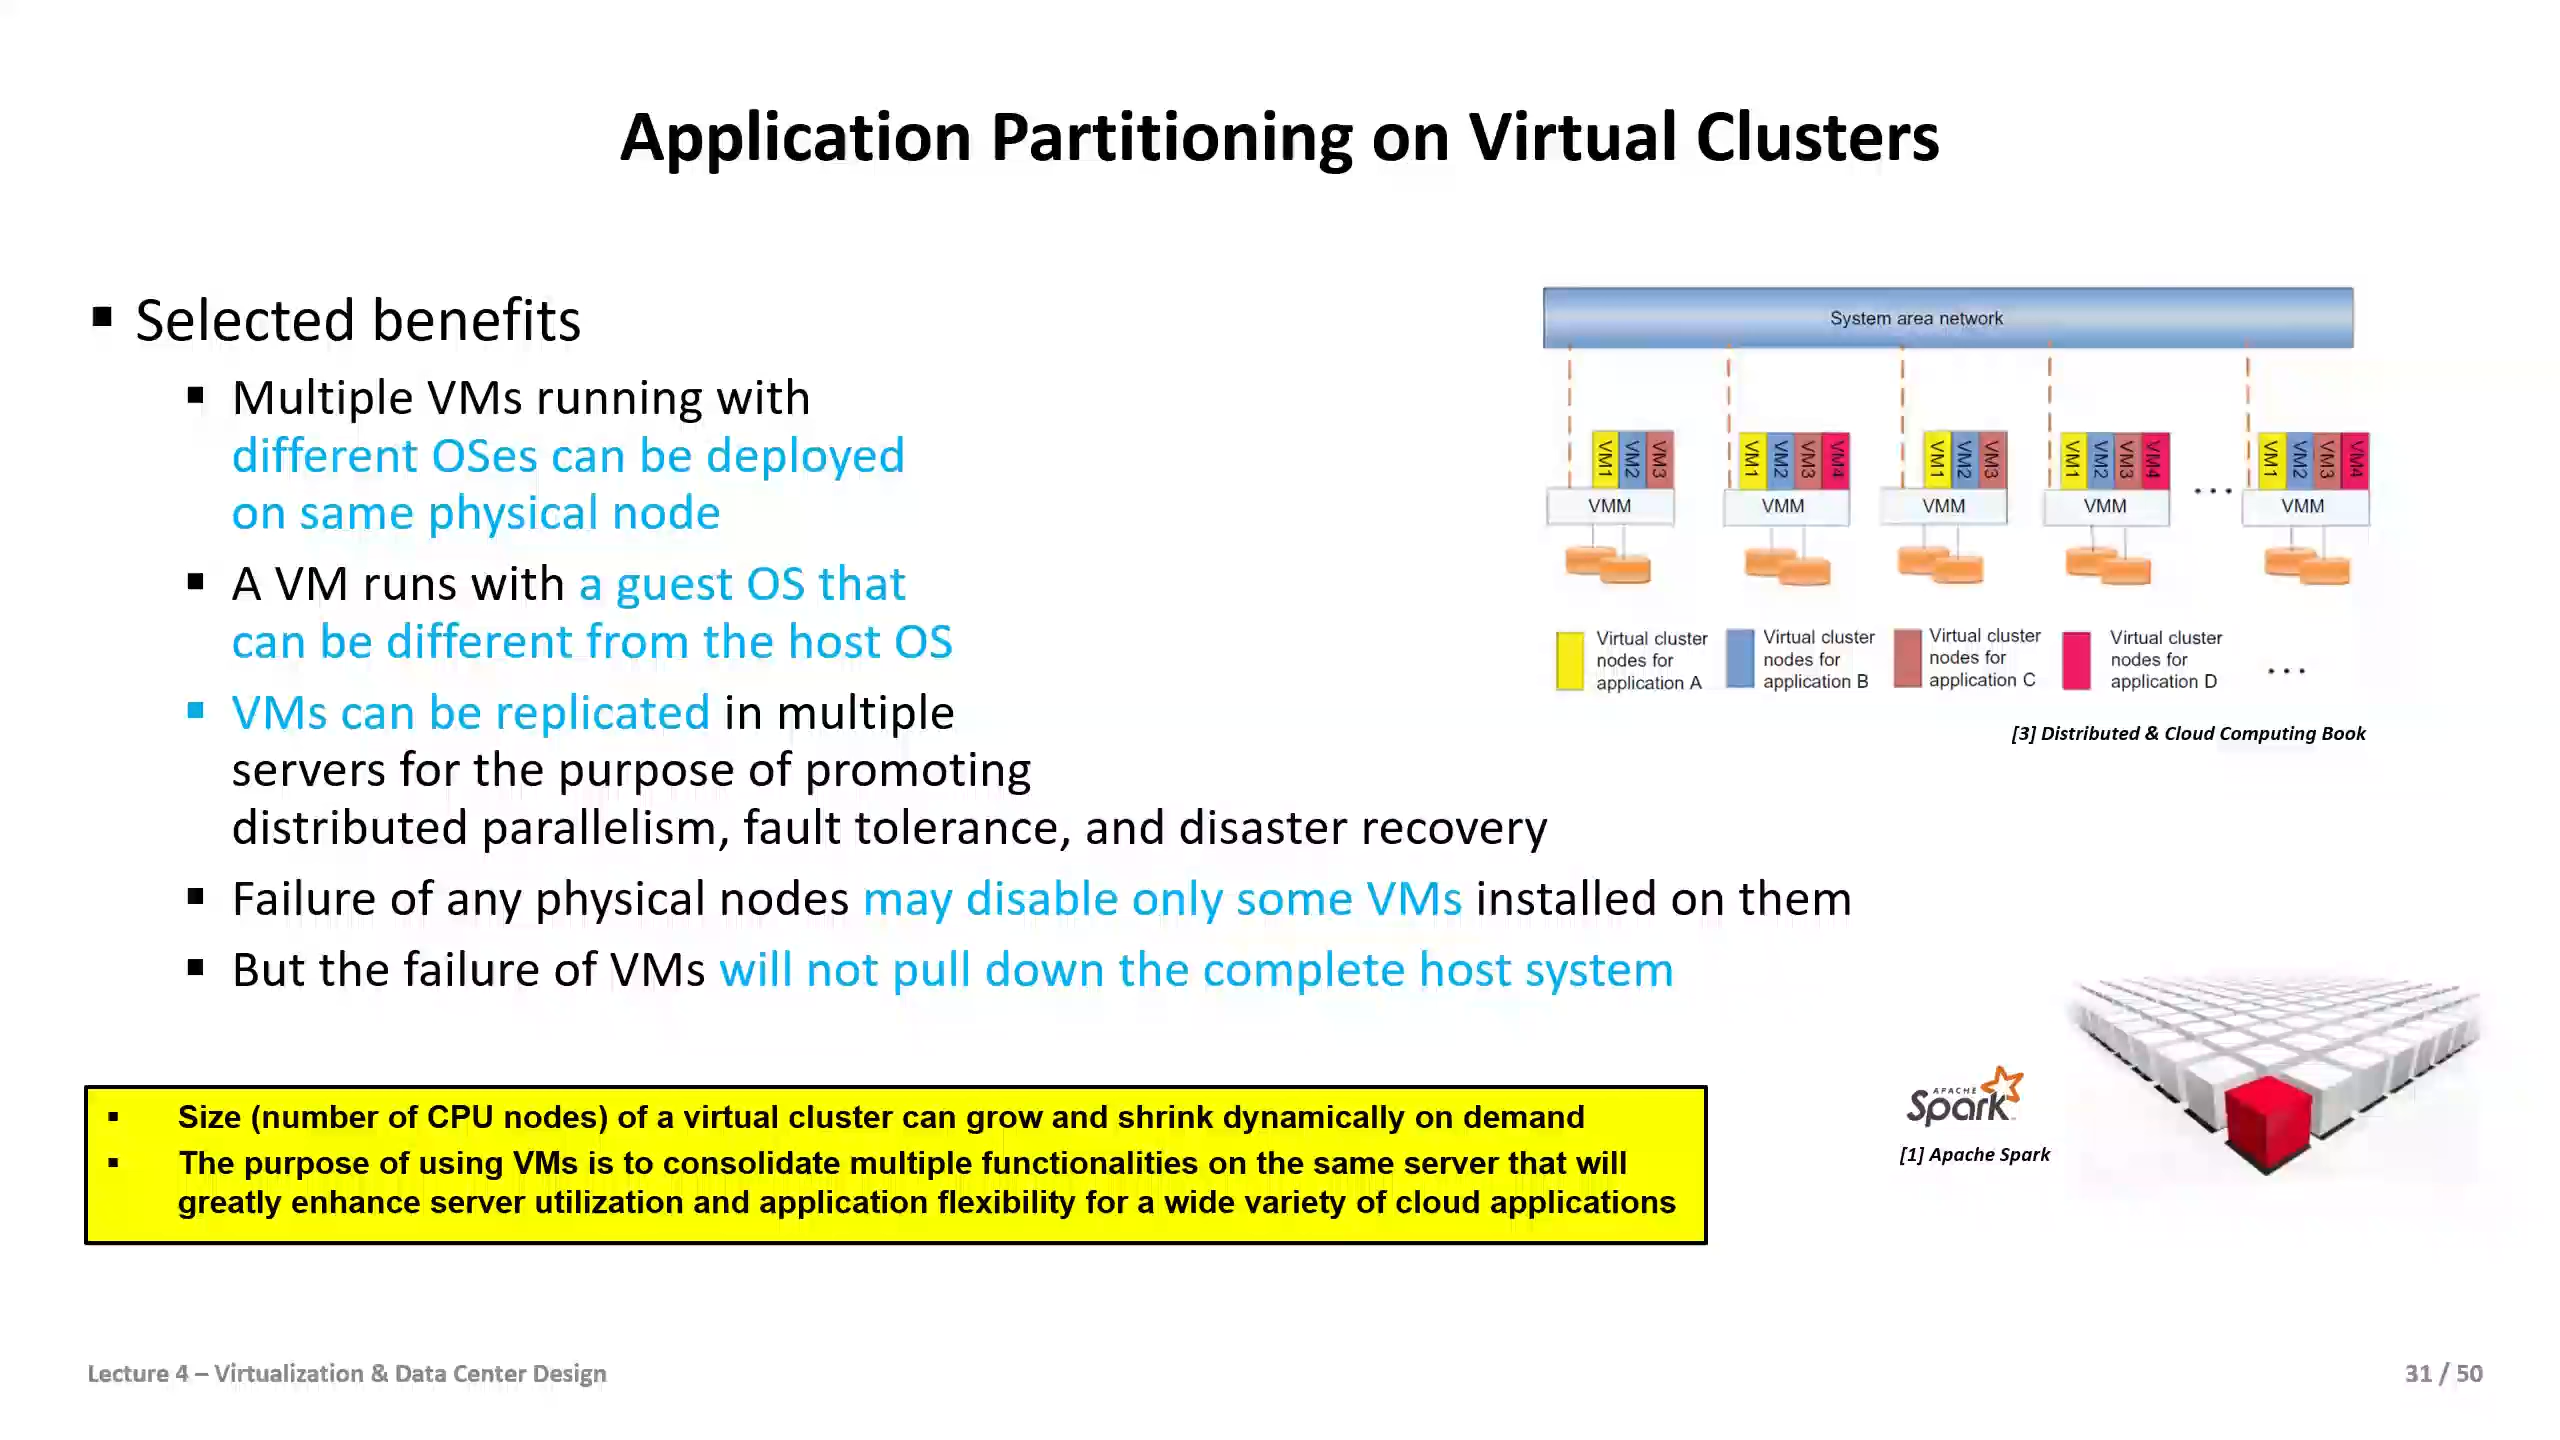 Application Partitioning on Virtual Clusters
▪ Selected benefits
▪ Multiple VMs running with
different OSes can be deployed
on same physical node
▪ A VM runs with a guest OS that
can be different from the host OS
▪ VMs can be replicated in multiple
servers for the purpose of promoting
distributed parallelism, fault tolerance, and disaster recovery
▪ Failure of any physical nodes may disable only some VMs installed on them
▪ But the failure of VMs will not pull down the complete host system
System area network
VM1 VM2 VM3
VMM
VM1 VM2 VM3 VM4
VMM
VM1 VM2 VM3
VMM
VM1 VM2 VM3 VM4
VMM
...
VM1 VM2 VM3 VM4
VMM
Virtual cluster
nodes for
application A
Virtual cluster
nodes for
application B
Virtual cluster
nodes for
application C
Virtual cluster
nodes for
application D
...
[3] Distributed & Cloud Computing Book
▪ Size (number of CPU nodes) of a virtual cluster can grow and shrink dynamically on demand
▪ The purpose of using VMs is to consolidate multiple functionalities on the same server that will
greatly enhance server utilization and application flexibility for a wide variety of cloud applications
APACHE
Spark™
[1] Apache Spark
Lecture 4 – Virtualization & Data Center Design
31 / 50